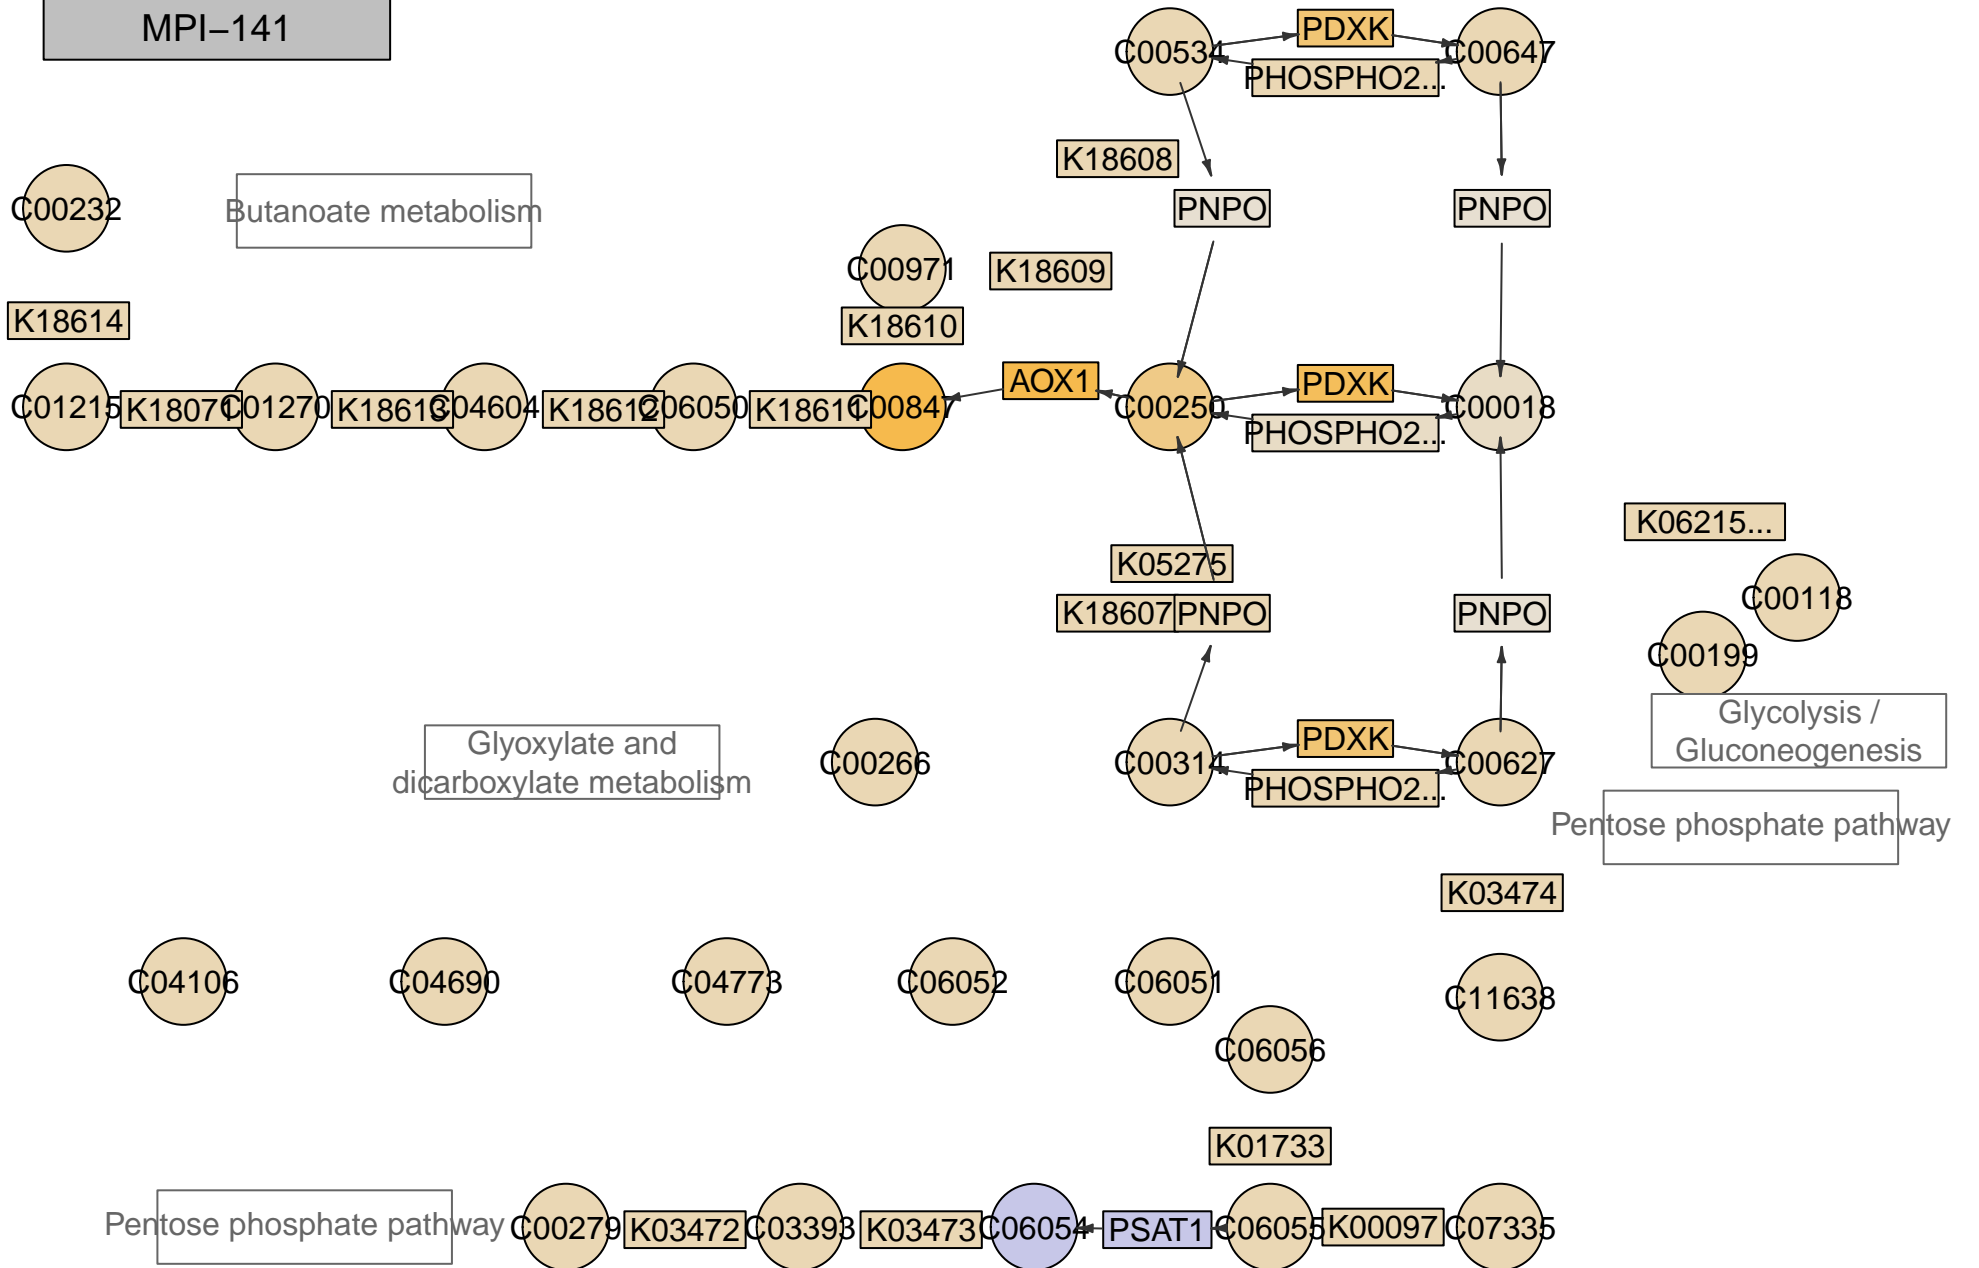 MPI−141
C00534
PDXK
C00647
PHOSPHO2...
K18608
C00232
Butanoate metabolism
PNPO
PNPO
C00971
K18609
K18614
K18610
C01215
K18071
C01270
K18613
C04604
K18612
C06050
K18611
C00847
AOX1
C00250
PDXK
PHOSPHO2...
C00018
K06215...
K05275
K18607
PNPO
PNPO
C00118
C00199
Glyoxylate and
dicarboxylate metabolism
C00266
C00314
PDXK
PHOSPHO2...
C00627
Glycolysis /
Gluconeogenesis
Pentose phosphate pathway
K03474
C04106
C04690
C04773
C06052
C06051
C11638
C06056
K01733
Pentose phosphate pathway
C00279
K03472
C03393
K03473
C06054
PSAT1
C06055
K00097
C07335